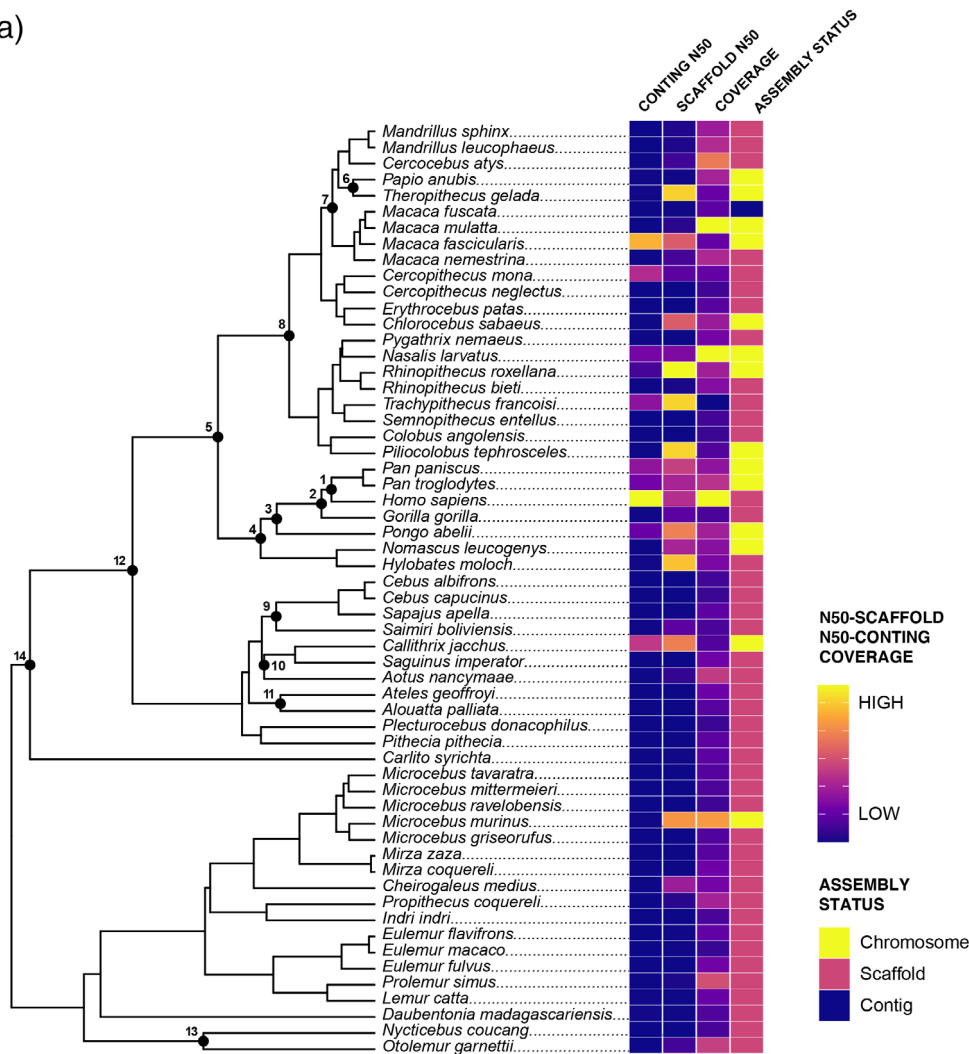 a)
CONTING N50
SCAFFOLD N50
COVERAGE
ASSEMBLY STATUS
Mandrillus sphinx
Mandrillus leucophaeus
Cercocebus atys
Papio anubis
6
Theropithecus gelada
7
Macaca fuscata
Macaca mulatta
Macaca fascicularis
Macaca nemestrina
Cercopithecus mona
Cercopithecus neglectus
Erythrocebus patas
8
Chlorocebus sabaeus
Pygathrix nemaeus
Nasalis larvatus
Rhinopithecus roxellana
Rhinopithecus bieti
Trachypithecus francoisi
Semnopithecus entellus
5
Colobus angolensis
Piliocolobus tephrosceles
Pan paniscus
1
Pan troglodytes
2
Homo sapiens
3
Gorilla gorilla
4
Pongo abelii
Nomascus leucogenys
12
Hylobates moloch
Cebus albifrons
Cebus capucinus
9
Sapajus apella
Saimiri boliviensis
Callithrix jacchus
14
10
Saguinus imperator
Aotus nancymaae
11
Ateles geoffroyi
Alouatta palliata
Plecturocebus donacophilus
Pithecia pithecia
Carlito syrichta
Microcebus tavaratra
Microcebus mittermeieri
Microcebus ravelobensis
Microcebus murinus
Microcebus griseorufus
Mirza zaza
Mirza coquereli
Cheirogaleus medius
Propithecus coquereli
Indri indri
Eulemur flavifrons
Eulemur macaco
Eulemur fulvus
Prolemur simus
Lemur catta
Daubentonia madagascariensis
13
Nycticebus coucang
Otolemur garnettii
N50-SCAFFOLD
N50-CONTING
COVERAGE
HIGH
LOW
ASSEMBLY
STATUS
Chromosome
Scaffold
Contig